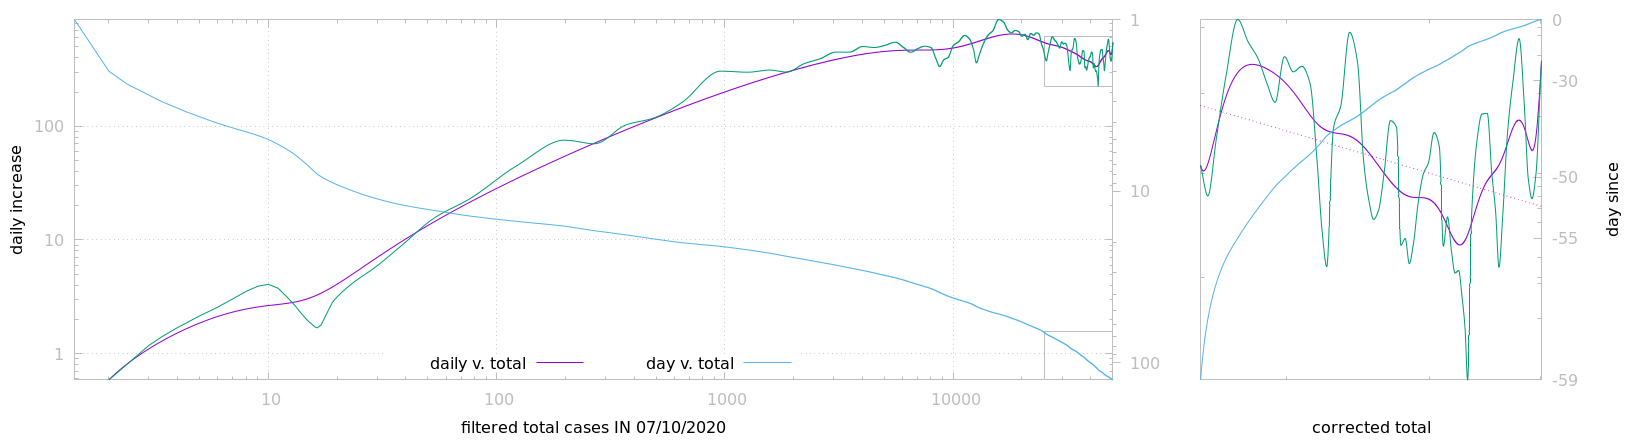 daily increase
100
10
1
10
100
1000
10000
1
10
100
daily v. total
day v. total
filtered total cases IN 07/10/2020
0
-30
-50
-55
-59
day since
corrected total